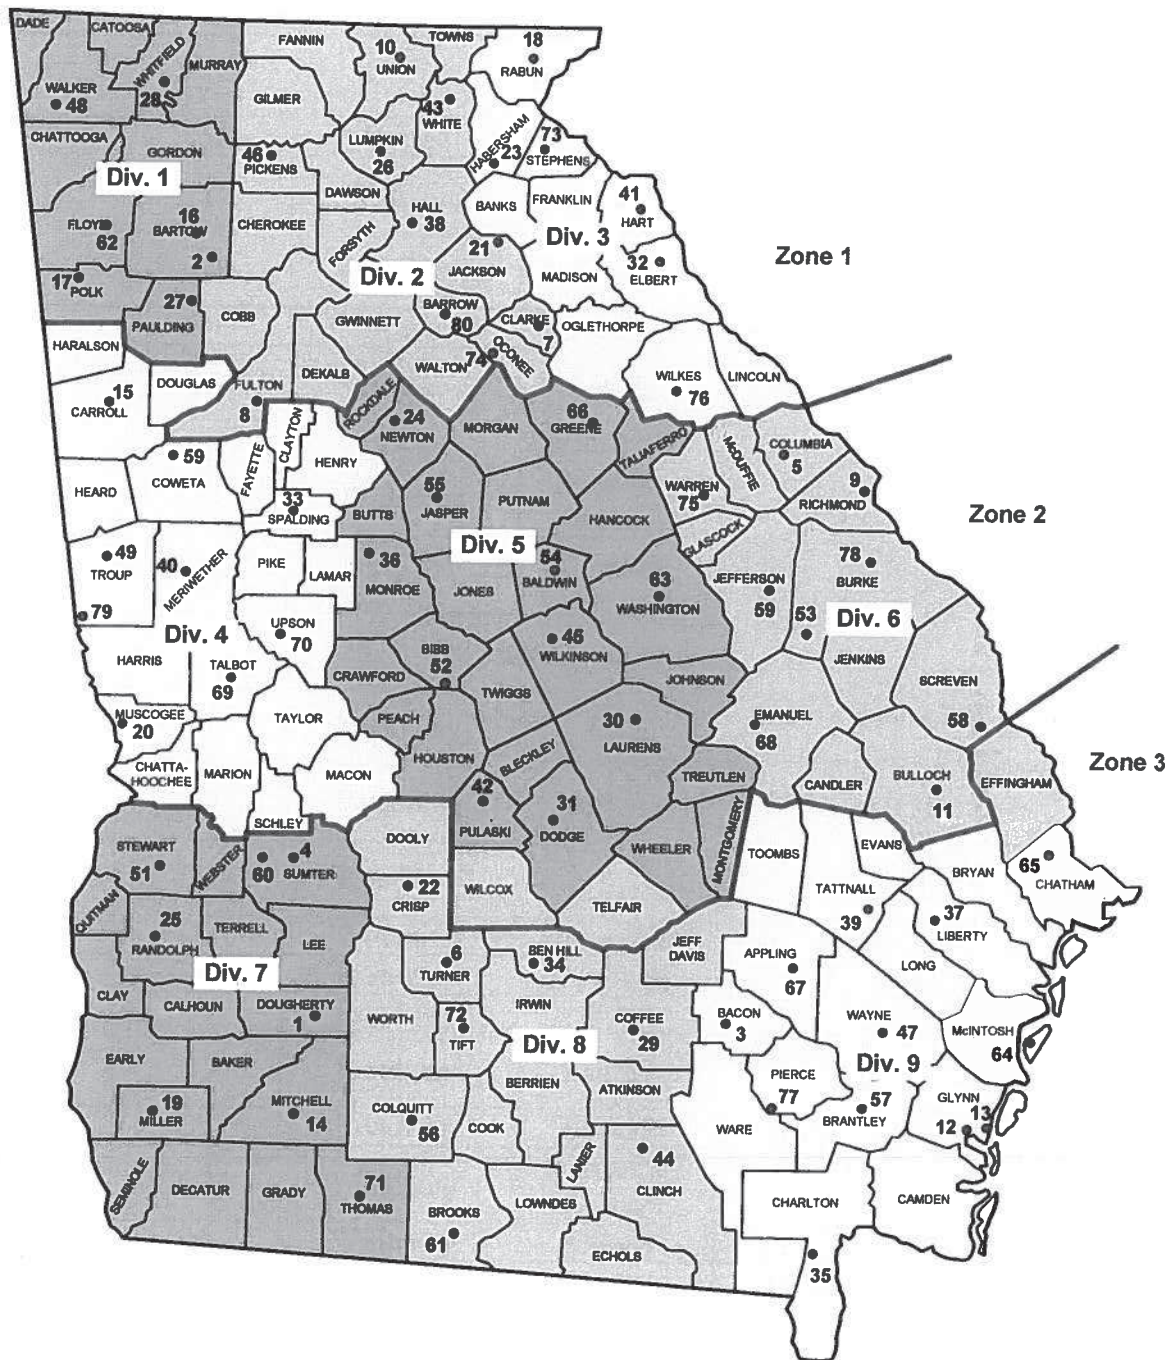 DADE
CATOOSA
WHITFIELD
28
MURRAY
WALKER
48
FANNIN
GILMER
10
UNION
TOWNS
18
RABUN
CHATTOOGA
GORDON
Div. 1
46
PICKENS
LUMPKIN
26
43
WHITE
HABERSHAM
23
73
STEPHENS
DAWSON
FLOYD
62
16
BARTOW
2
CHEROKEE
FORSYTH
HALL
38
BANKS
FRANKLIN
41
HART
Div. 3
Zone 1
17
POLK
27
PAULDING
COBB
Div. 2
21
JACKSON
MADISON
32
ELBERT
GWINNETT
BARROW
80
CLARKE
7
OGLETHORPE
HARALSON
DOUGLAS
FULTON
8
DEKALB
WALTON
74
OCONEE
WILKES
76
LINCOLN
15
CARROLL
ROCKDALE
24
NEWTON
MORGAN
66
GREENE
TALIAFERRO
McDUFFIE
COLUMBIA
5
59
COWETA
FAYETTE
CLAYTON
HENRY
HEARD
33
SPALDING
BUTTS
55
JASPER
PUTNAM
HANCOCK
WARREN
75
GLASCOCK
9
RICHMOND
Zone 2
49
TROUP
79
40
MERIWETHER
PIKE
LAMAR
36
MONROE
Div. 5
JONES
54
BALDWIN
63
WASHINGTON
JEFFERSON
59
78
BURKE
53
Div. 6
Div. 4
UPSON
70
HARRIS
TALBOT
69
BIBB
52
CRAWFORD
45
WILKINSON
TWIGGS
JOHNSON
JENKINS
SCREVEN
58
MUSCOGEE
20
TAYLOR
PEACH
HOUSTON
BLECKLEY
30
LAURENS
EMANUEL
68
CHATTA-
HOOCHEE
MARION
MACON
TREUTLEN
CANDLER
BULLOCH
11
EFFINGHAM
Zone 3
SCHLEY
DOOLY
42
PULASKI
31
DODGE
WHEELER
MONTGOMERY
TOOMBS
EVANS
BRYAN
65
CHATHAM
STEWART
51
WEBSTER
60
4
SUMTER
QUITMAN
22
CRISP
WILCOX
TELFAIR
TATTNALL
39
37
LIBERTY
25
RANDOLPH
TERRELL
LEE
Div. 7
6
TURNER
BEN HILL
34
JEFF
DAVIS
APPLING
67
LONG
CLAY
CALHOUN
DOUGHERTY
1
WORTH
72
TIFT
IRWIN
Div. 8
COFFEE
29
BACON
3
WAYNE
47
McINTOSH
64
EARLY
BAKER
BERRIEN
ATKINSON
PIERCE
77
Div. 9
57
BRANTLEY
GLYNN
12
13
19
MILLER
MITCHELL
14
COLQUITT
56
COOK
WARE
SEMINOLE
DECATUR
GRADY
71
THOMAS
BROOKS
61
LOWNDES
LANIER
44
CLINCH
ECHOLS
CHARLTON
35
CAMDEN